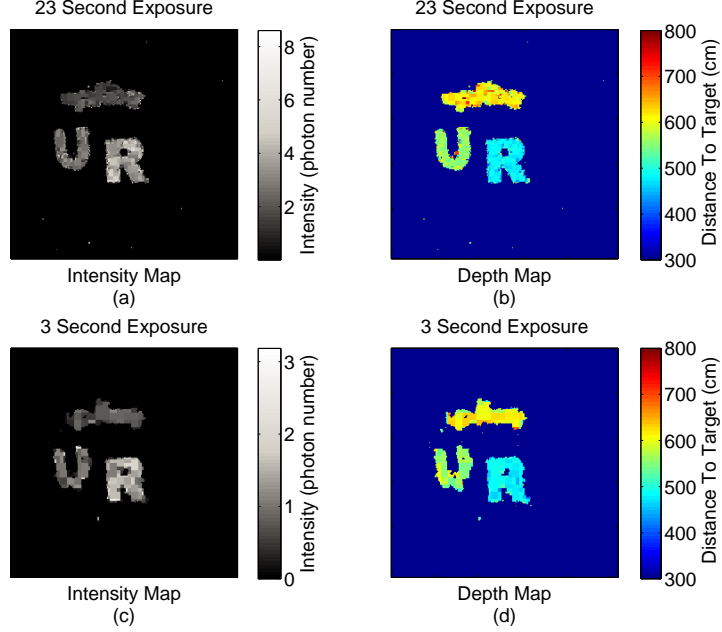 23 Second Exposure
8
6
4
2
Intensity (photon number)
Intensity Map
(a)
U R
23 Second Exposure
800
700
600
500
400
300
Distance To Target (cm)
Depth Map
(b)
U R
3 Second Exposure
3
2
1
0
Intensity (photon number)
Intensity Map
(c)
U R
3 Second Exposure
800
700
600
500
400
300
Distance To Target (cm)
Depth Map
(d)
U R